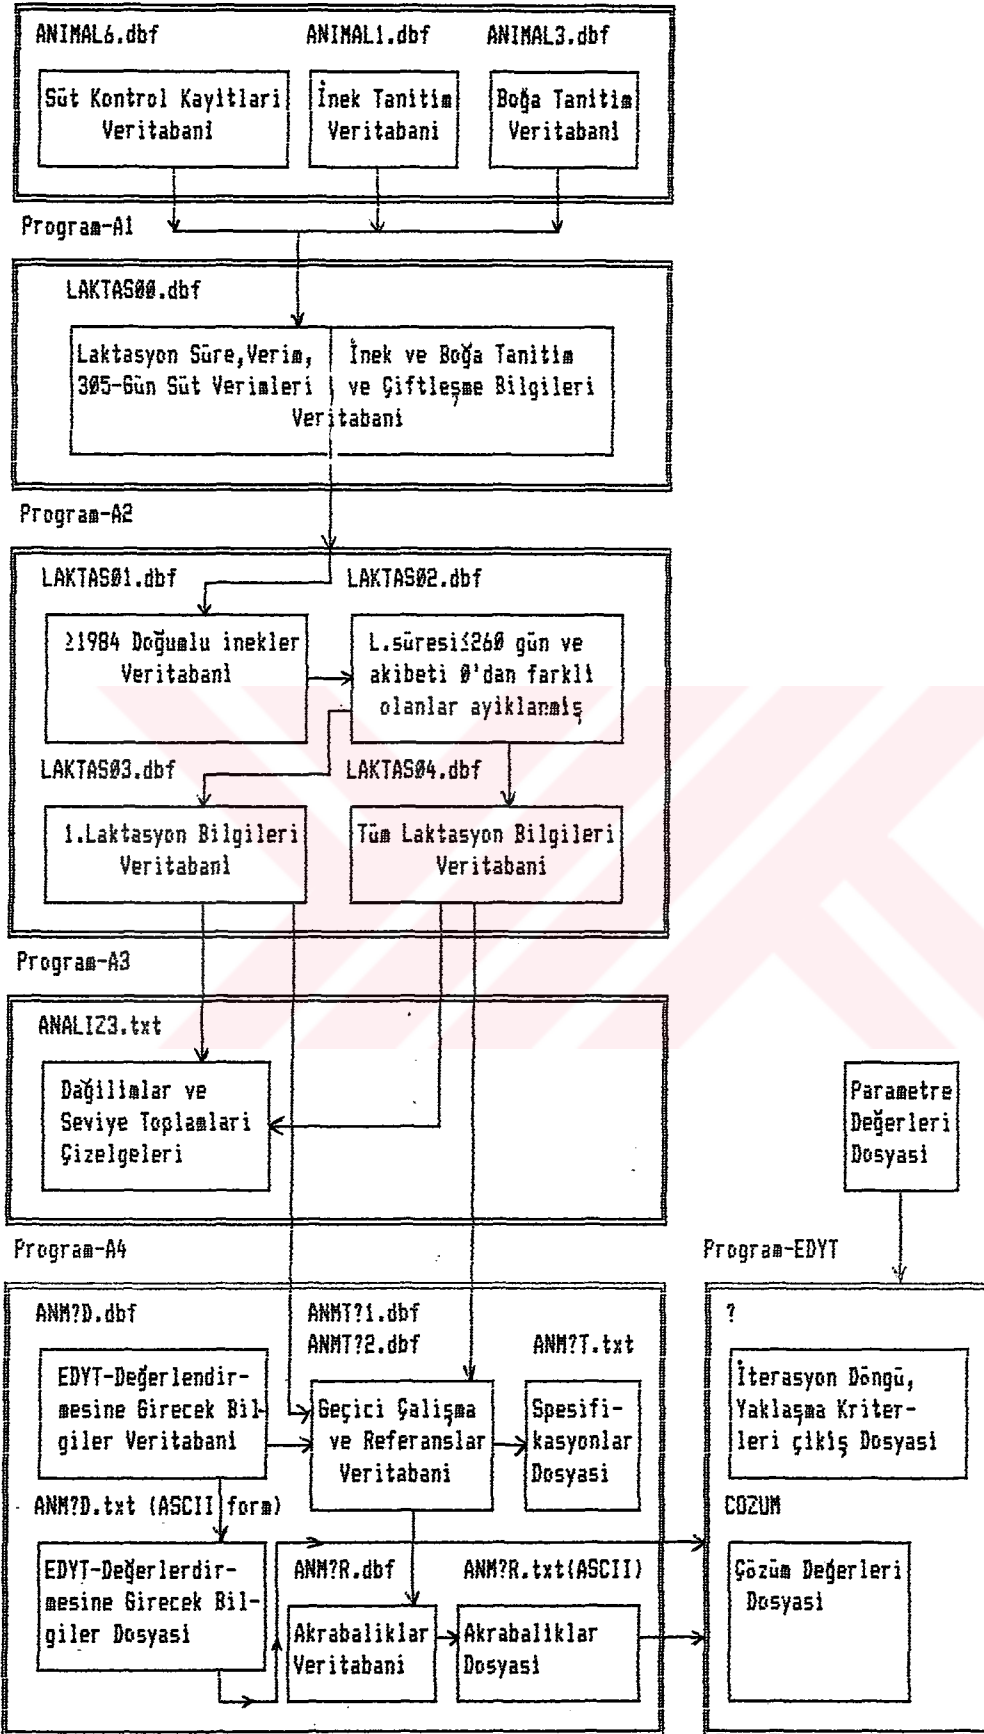 ANIMAL6.dbf
ANIMAL1.dbf
ANIMAL3.dbf
Süt Kontrol Kayitlari
Veritabani
İnek Tanitim
Veritabani
Boğa Tanitim
Veritabani
Program-A1
LAKTAS00.dbf
Laktasyon Süre,Verim,
305-Gün Süt Verimleri
İnek ve Boğa Tanitim
ve Çiftleşme Bilgileri
Veritabani
Program-A2
LAKTAS01.dbf
LAKTAS02.dbf
≥1984 Doğumlu inekler
Veritabani
L.süresi≤260 gün ve
akibeti 0'dan farkli
olanlar ayiklanmiş
LAKTAS03.dbf
LAKTAS04.dbf
1.Laktasyon Bilgileri
Veritabani
Tüm Laktasyon Bilgileri
Veritabani
Program-A3
ANALIZ3.txt
Dağilimlar ve
Seviye Toplamlari
Çizelgeleri
Parametre
Değerleri
Dosyasi
Program-A4
Program-EDYT
ANM?D.dbf
ANMT?1.dbf
ANMT?2.dbf
ANM?T.txt
?
EDYT-Değerlendir-
mesine Girecek Bil-
giler Veritabani
Geçici Çalişma
ve Referanslar
Veritabani
Spesifi-
kasyonlar
Dosyasi
İterasyon Döngü,
Yaklaşma Kriter-
leri çikiş Dosyasi
ANM?D.txt (ASCII form)
COZUM
EDYT-Değerlerdir-
mesine Girecek Bil-
giler Dosyasi
ANM?R.dbf
ANM?R.txt(ASCII)
Akrabaliklar
Veritabani
Akrabaliklar
Dosyasi
Çözüm Değerleri
Dosyasi